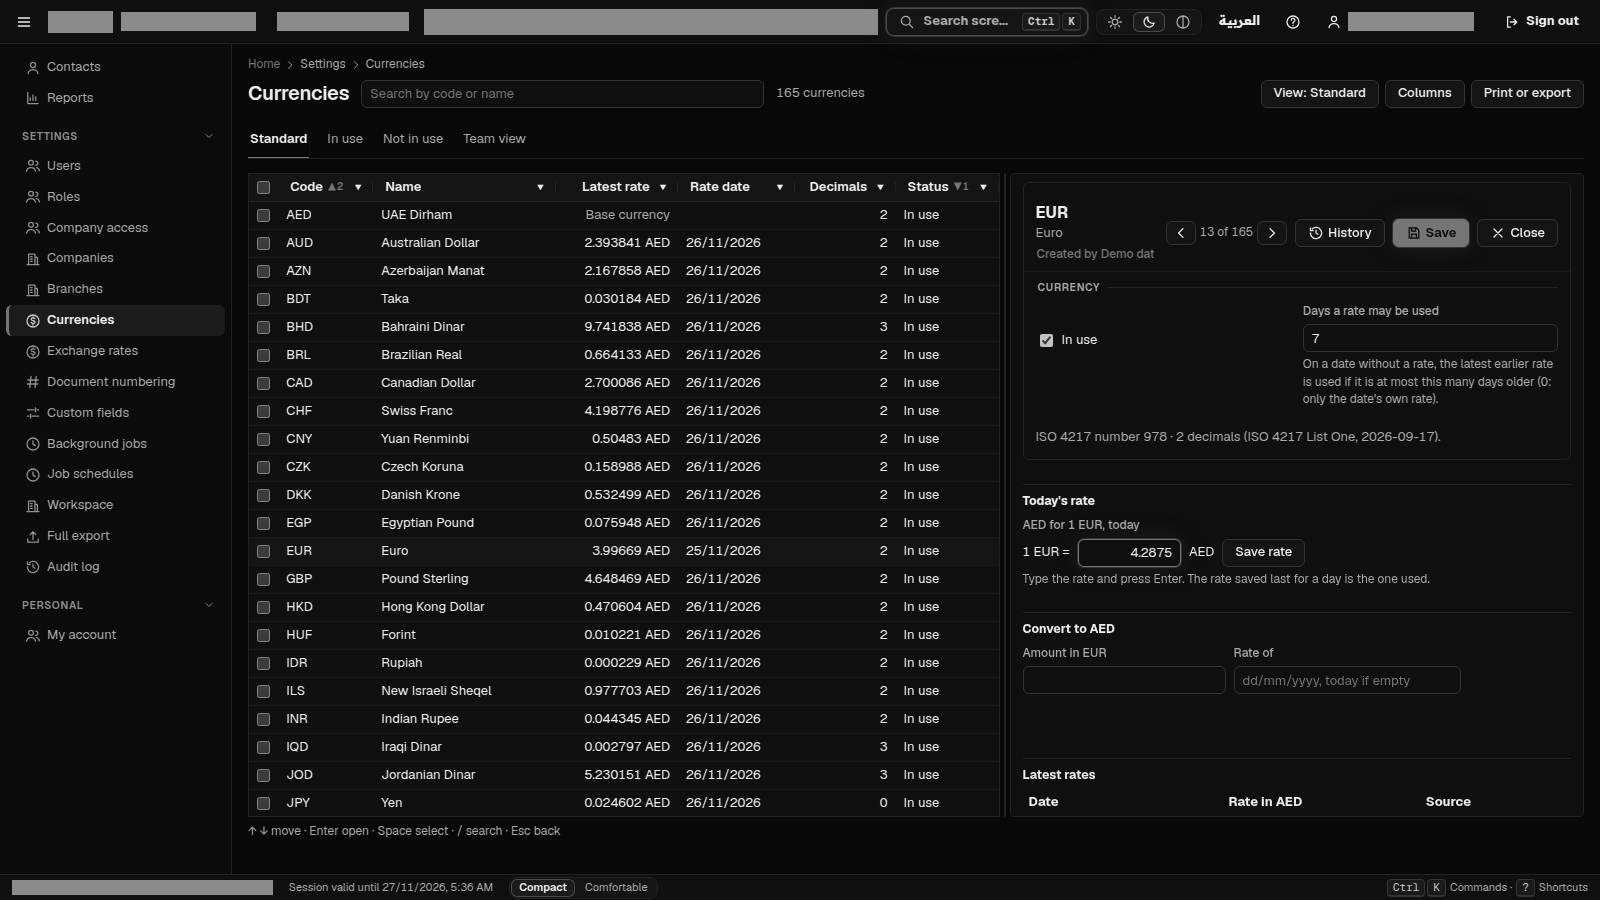 Search scre... Ctrl K
العربية
Sign out
Contacts
Reports
SETTINGS
Users
Roles
Company access
Companies
Branches
Currencies
Exchange rates
Document numbering
Custom fields
Background jobs
Job schedules
Workspace
Full export
Audit log
PERSONAL
My account
Home > Settings > Currencies
Currencies
Search by code or name
165 currencies
View: Standard
Columns
Print or export
Standard In use Not in use Team view
Code ▲2 ▼ Name ▼ Latest rate ▼ Rate date ▼ Decimals ▼ Status ▼1 ▼
AED UAE Dirham Base currency 2 In use
AUD Australian Dollar 2.393841 AED 26/11/2026 2 In use
AZN Azerbaijan Manat 2.167858 AED 26/11/2026 2 In use
BDT Taka 0.030184 AED 26/11/2026 2 In use
BHD Bahraini Dinar 9.741838 AED 26/11/2026 3 In use
BRL Brazilian Real 0.664133 AED 26/11/2026 2 In use
CAD Canadian Dollar 2.700086 AED 26/11/2026 2 In use
CHF Swiss Franc 4.198776 AED 26/11/2026 2 In use
CNY Yuan Renminbi 0.50483 AED 26/11/2026 2 In use
CZK Czech Koruna 0.158988 AED 26/11/2026 2 In use
DKK Danish Krone 0.532499 AED 26/11/2026 2 In use
EGP Egyptian Pound 0.075948 AED 26/11/2026 2 In use
EUR Euro 3.99669 AED 25/11/2026 2 In use
GBP Pound Sterling 4.648469 AED 26/11/2026 2 In use
HKD Hong Kong Dollar 0.470604 AED 26/11/2026 2 In use
HUF Forint 0.010221 AED 26/11/2026 2 In use
IDR Rupiah 0.000229 AED 26/11/2026 2 In use
ILS New Israeli Sheqel 0.977703 AED 26/11/2026 2 In use
INR Indian Rupee 0.044345 AED 26/11/2026 2 In use
IQD Iraqi Dinar 0.002797 AED 26/11/2026 3 In use
JOD Jordanian Dinar 5.230151 AED 26/11/2026 3 In use
JPY Yen 0.024602 AED 26/11/2026 0 In use
↑↓ move · Enter open · Space select · / search · Esc back
EUR
Euro
Created by Demo dat
13 of 165
History
Save
Close
CURRENCY
In use
Days a rate may be used
7
On a date without a rate, the latest earlier rate
is used if it is at most this many days older (0:
only the date's own rate).
ISO 4217 number 978 · 2 decimals (ISO 4217 List One, 2026-09-17).
Today's rate
AED for 1 EUR, today
1 EUR = 4.2875 AED Save rate
Type the rate and press Enter. The rate saved last for a day is the one used.
Convert to AED
Amount in EUR Rate of
dd/mm/yyyy, today if empty
Latest rates
Date Rate in AED Source
Session valid until 27/11/2026, 5:36 AM
Compact Comfortable
Ctrl K Commands · ? Shortcuts